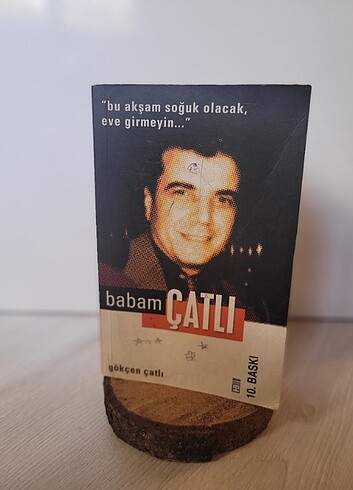 "bu akşam soğuk olacak,
eve girmeyin..."
babam ÇATLI
gökçen çatlı
10. BASKI